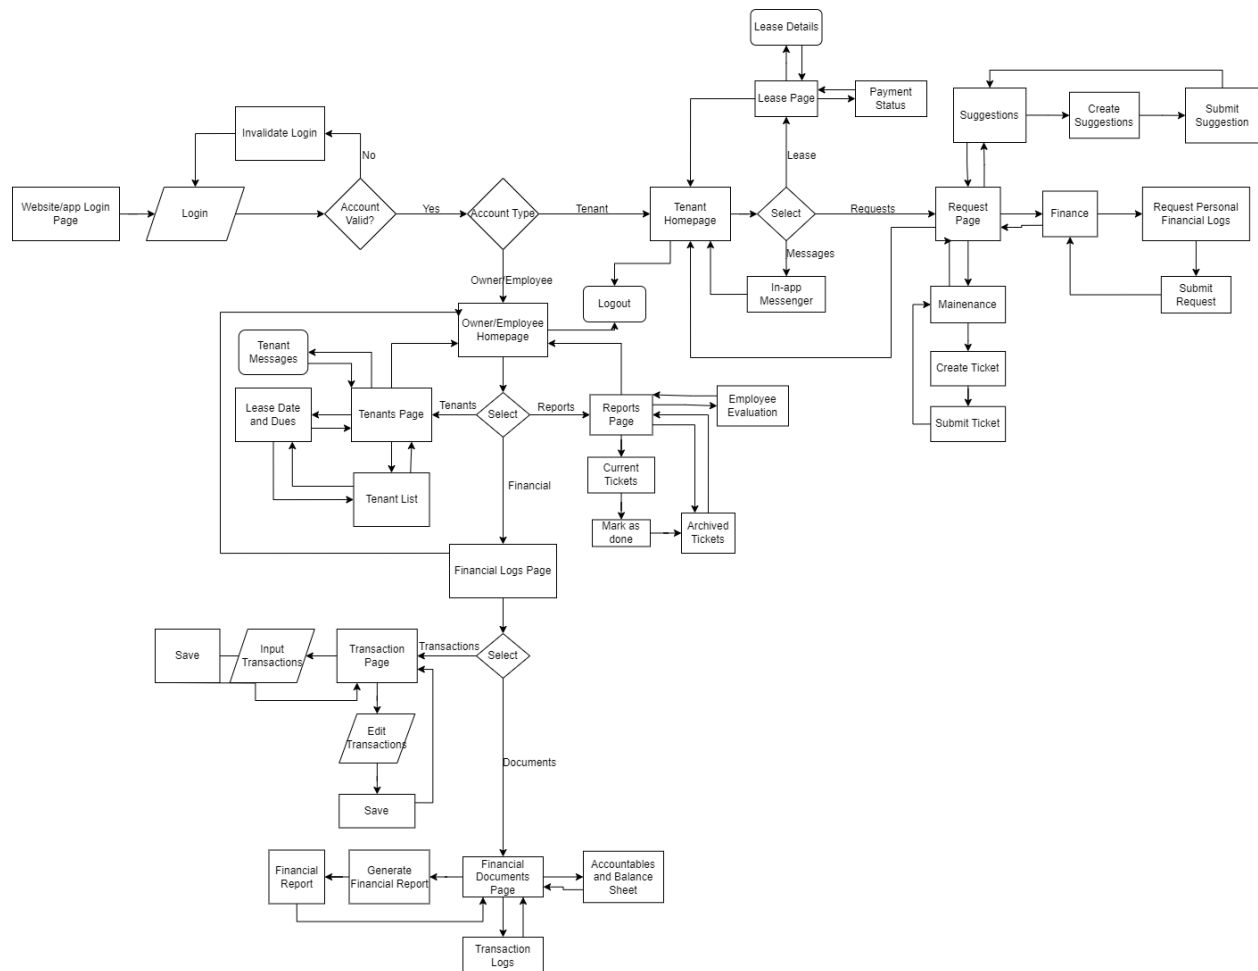 Lease Details
Lease Page
Payment
Status
Suggestions
Create
Suggestions
Submit
Suggestion
Invalidate Login
No
Lease
Website/app Login
Page
Login
Account
Valid?
Yes
Account Type
Tenant
Tenant
Homepage
Select
Requests
Request
Page
Finance
Request Personal
Financial Logs
Messages
Owner/Employee
Logout
In-app
Messenger
Submit
Request
Mainenance
Owner/Employee
Homepage
Tenant
Messages
Create Ticket
Lease Date
and Dues
Tenants Page
Tenants
Select
Reports
Reports
Page
Employee
Evaluation
Submit Ticket
Current
Tickets
Financial
Tenant List
Mark as
done
Archived
Tickets
Financial Logs Page
Save
Input
Transactions
Transaction
Page
Transactions
Select
Edit
Transactions
Documents
Save
Financial
Report
Generate
Financial Report
Financial
Documents
Page
Accountables
and Balance
Sheet
Transaction
Logs